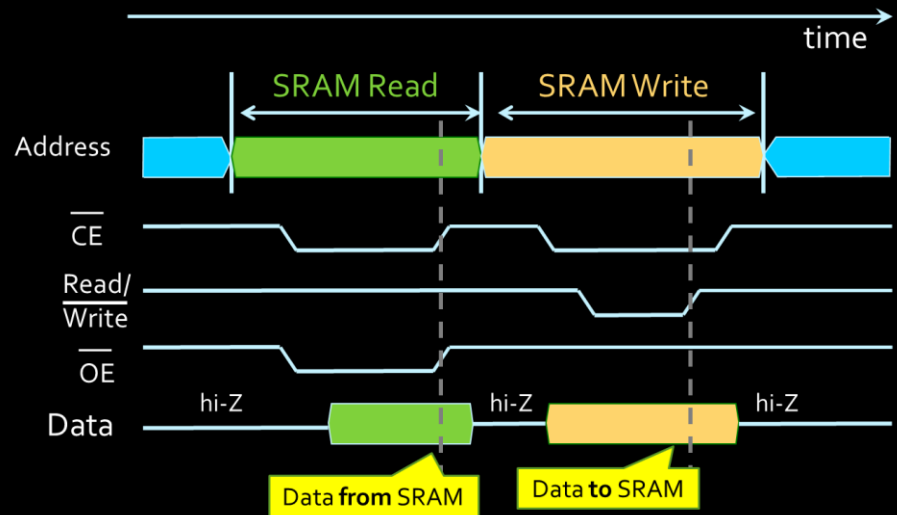 time
SRAM Read
SRAM Write
Address
CE
Read/
Write
OE
hi-Z
hi-Z
hi-Z
Data
Data from SRAM
Data to SRAM